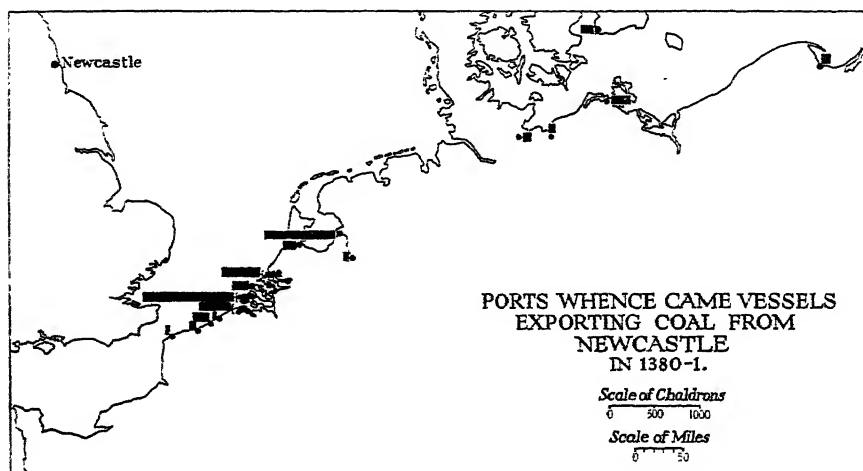 Newcastle
PORTS WHENCE CAME VESSELS
EXPORTING COAL FROM
NEWCASTLE
IN 1380-1.
Scale of Chaldrons
0 500 1000
Scale of Miles
0 50